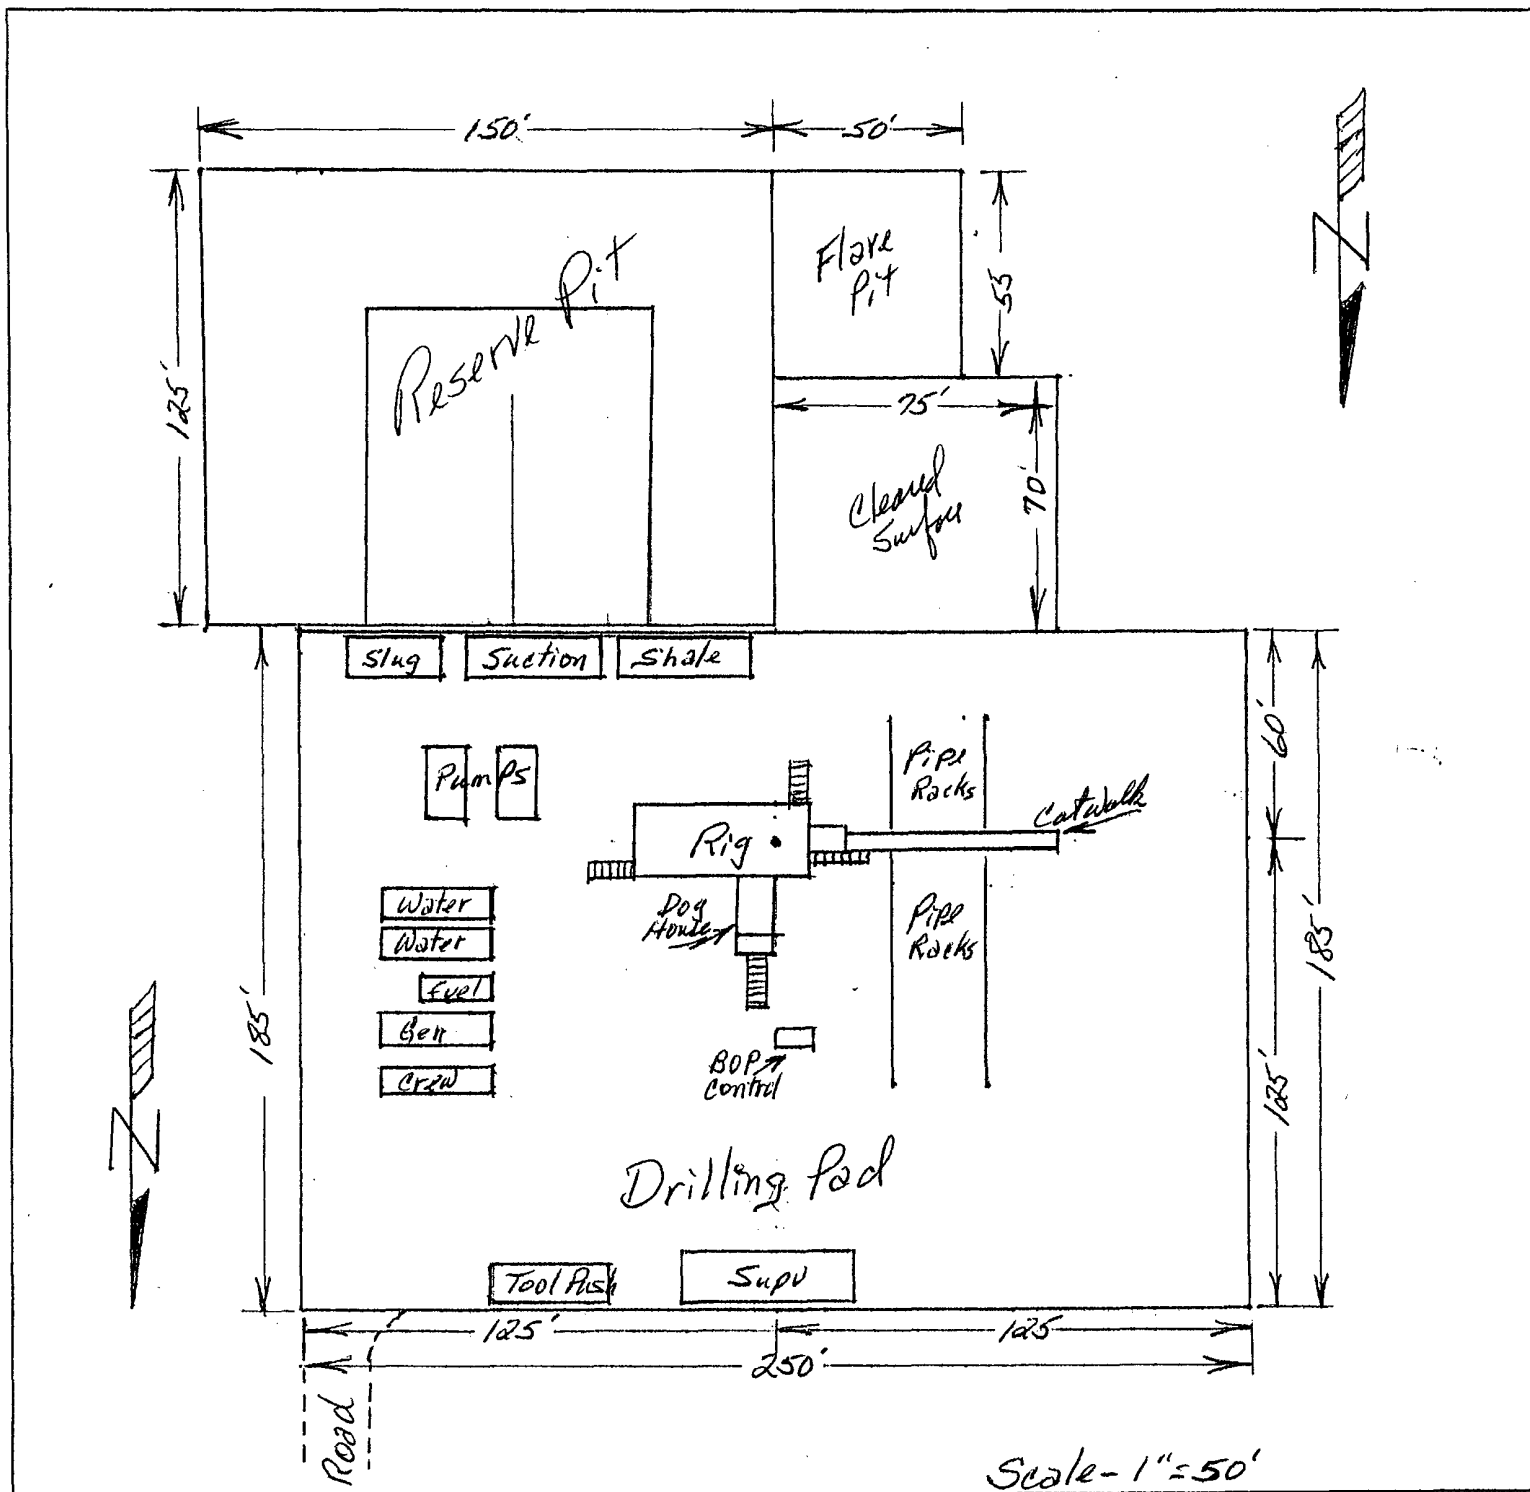 150'
50'
Flare
Pit
55'
Reserve Pit
125'
75'
70'
Cleared
Surface
N
Slug
Suction
Shale
60'
Pumps
Pipe
Racks
Catwalk
Rig
Water
Water
Dog
House
Pipe
Racks
185'
Fuel
185'
Gen
BOP
Control
Crew
125'
N
Drilling Pad
Tool Push
Supv
125'
125
250'
Road
Scale - 1" = 50'